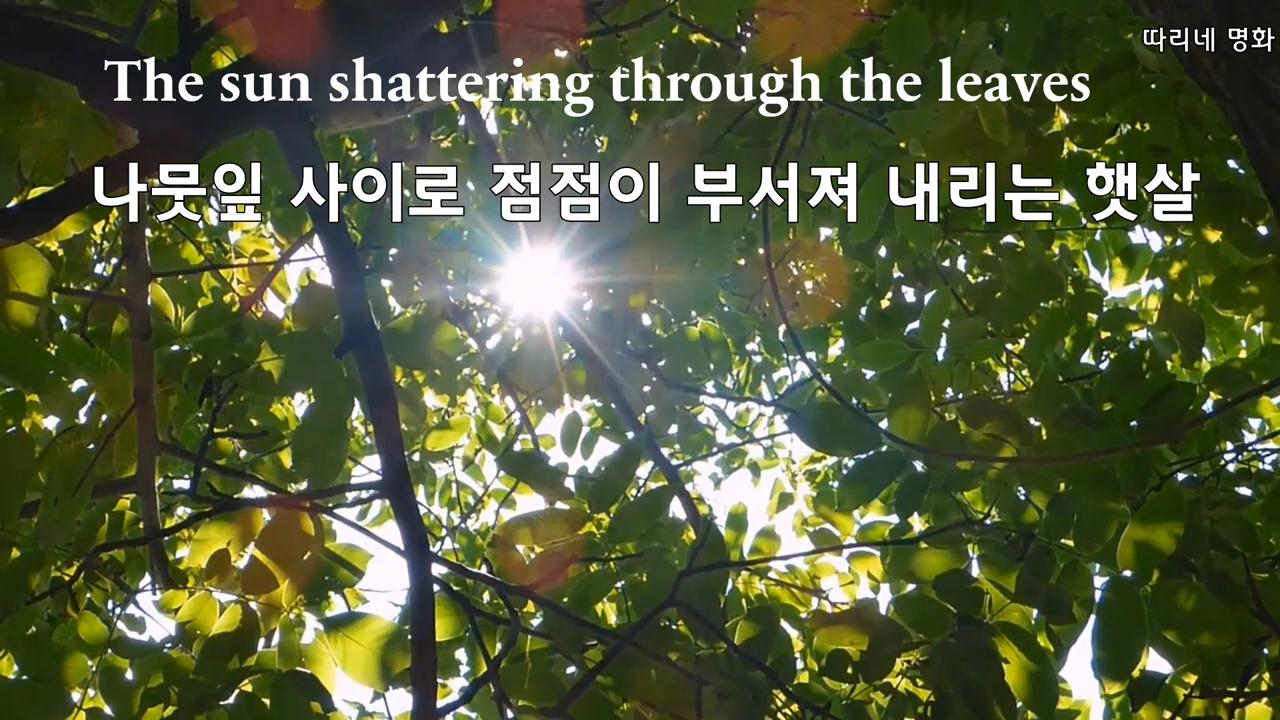 따리네 명화
The sun shattering through the leaves
나뭇잎 사이로 점점이 부서져 내리는 햇살